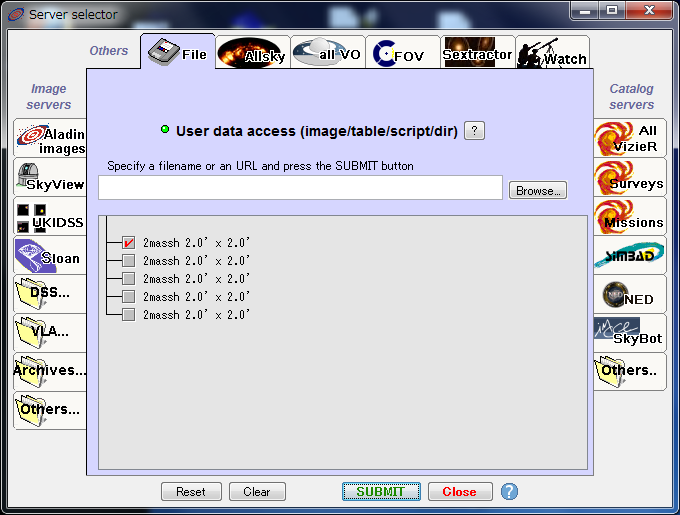 Server selector
Others
File
Allsky
all VO
FOV
Sextractor
Watch
Image
servers
Aladin
images
SkyView
UKIDSS
Sloan
DSS...
VLA...
Archives...
Others...
User data access (image/table/script/dir)
?
Specify a filename or an URL and press the SUBMIT button
Browse...
2massh 2.0' x 2.0'
2massh 2.0' x 2.0'
2massh 2.0' x 2.0'
2massh 2.0' x 2.0'
2massh 2.0' x 2.0'
Catalog
servers
All
VizieR
Surveys
Missions
SIMBAD
NED
SkyBot
Others..
Reset
Clear
SUBMIT
Close
?